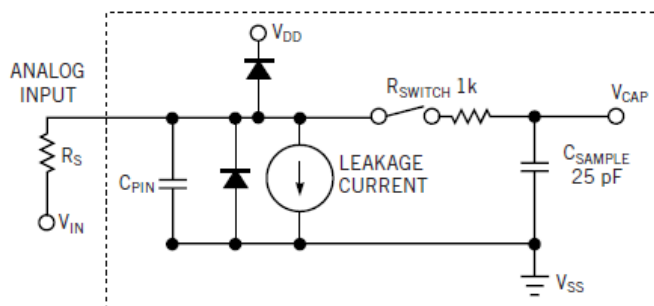 VDD
ANALOG
INPUT
RSWITCH 1k
VCAP
RS
CPIN
LEAKAGE
CURRENT
CSAMPLE
25 pF
VIN
VSS